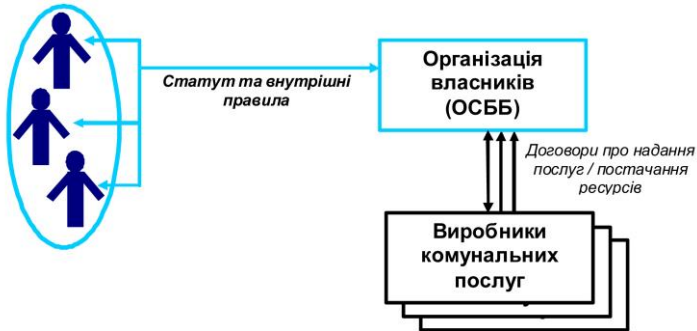 Організація
власників
(ОСББ)
Статут та внутрішні
правила
Договори про надання
послуг / постачання
ресурсів
Виробники
комунальних
послуг